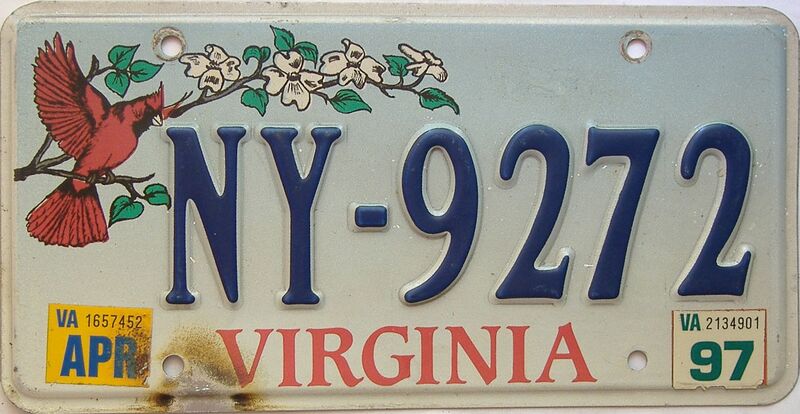 NY-9272
VA 1657452
APR
VIRGINIA
VA 2134901
97